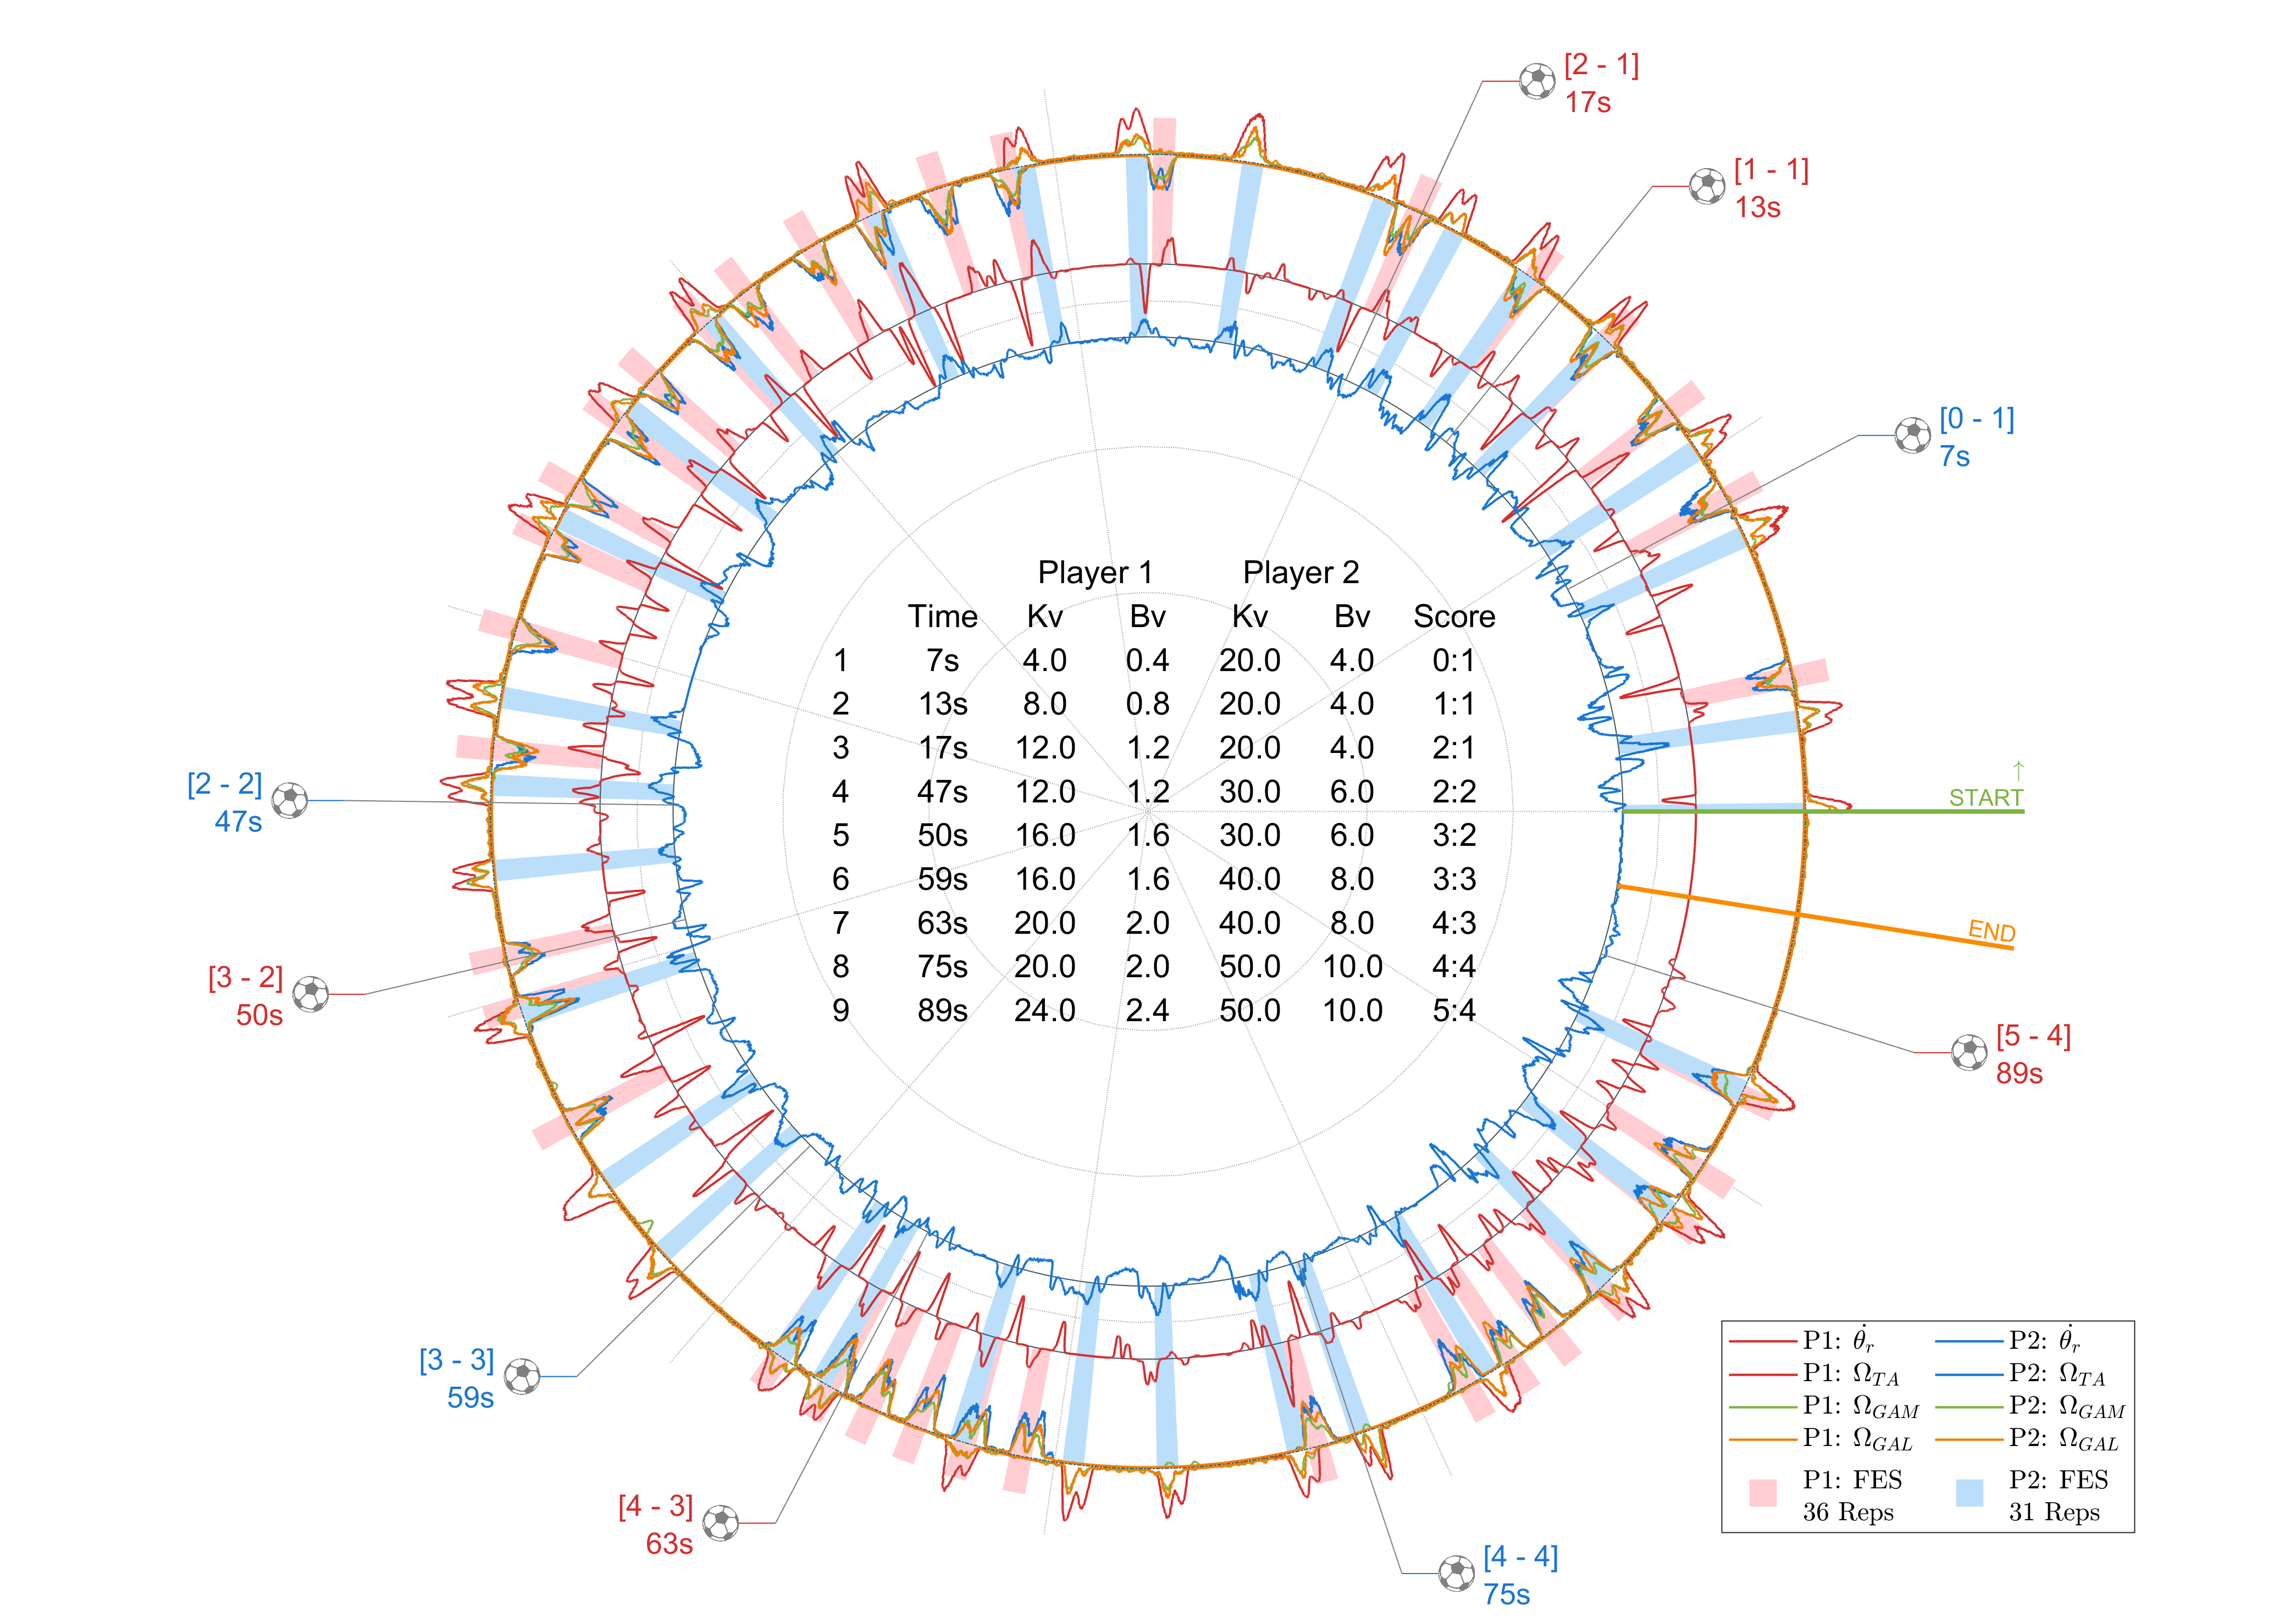 [2 - 1]
17s
[1 - 1]
13s
[0 - 1]
7s
↑
START
END
[2 - 2]
47s
[3 - 2]
50s
[3 - 3]
59s
[4 - 3]
63s
[4 - 4]
75s
[5 - 4]
89s
Player 1 Player 2
Time Kv Bv Kv Bv Score
1 7s 4.0 0.4 20.0 4.0 0:1
2 13s 8.0 0.8 20.0 4.0 1:1
3 17s 12.0 1.2 20.0 4.0 2:1
4 47s 12.0 1.2 30.0 6.0 2:2
5 50s 16.0 1.6 30.0 6.0 3:2
6 59s 16.0 1.6 40.0 8.0 3:3
7 63s 20.0 2.0 40.0 8.0 4:3
8 75s 20.0 2.0 50.0 10.0 4:4
9 89s 24.0 2.4 50.0 10.0 5:4
P1: θ̇r P2: θ̇r
P1: ΩTA P2: ΩTA
P1: ΩGAM P2: ΩGAM
P1: ΩGAL P2: ΩGAL
P1: FES P2: FES
36 Reps 31 Reps